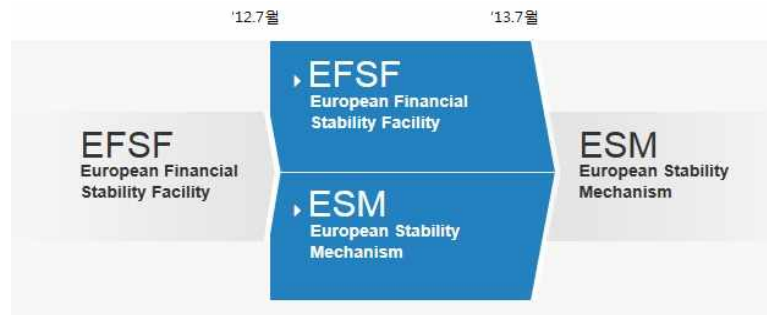 '12.7월
'13.7월
EFSF
European Financial
Stability Facility
EFSF
European Financial
Stability Facility
ESM
European Stability
Mechanism
ESM
European Stability
Mechanism